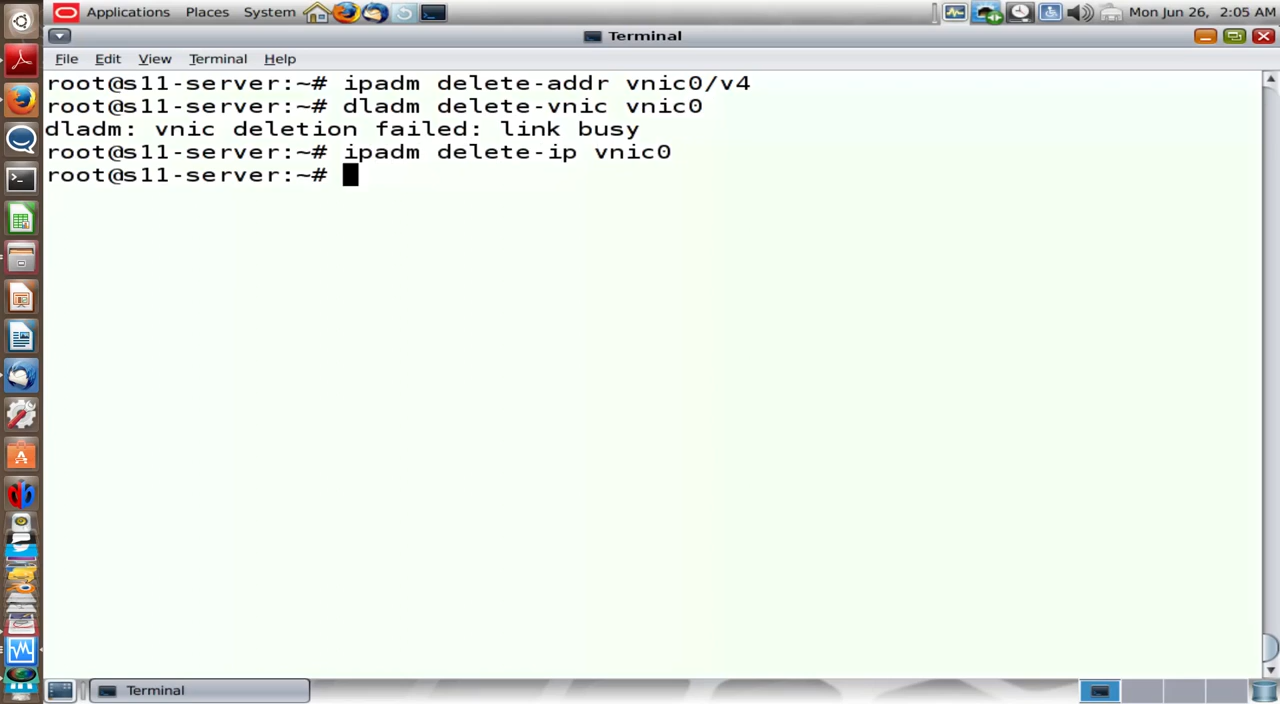 Applications Places System
Mon Jun 26, 2:05 AM
Terminal
File Edit View Terminal Help
root@s11-server:~# ipadm delete-addr vnic0/v4
root@s11-server:~# dladm delete-vnic vnic0
dladm: vnic deletion failed: link busy
root@s11-server:~# ipadm delete-ip vnic0
root@s11-server:~#
Terminal